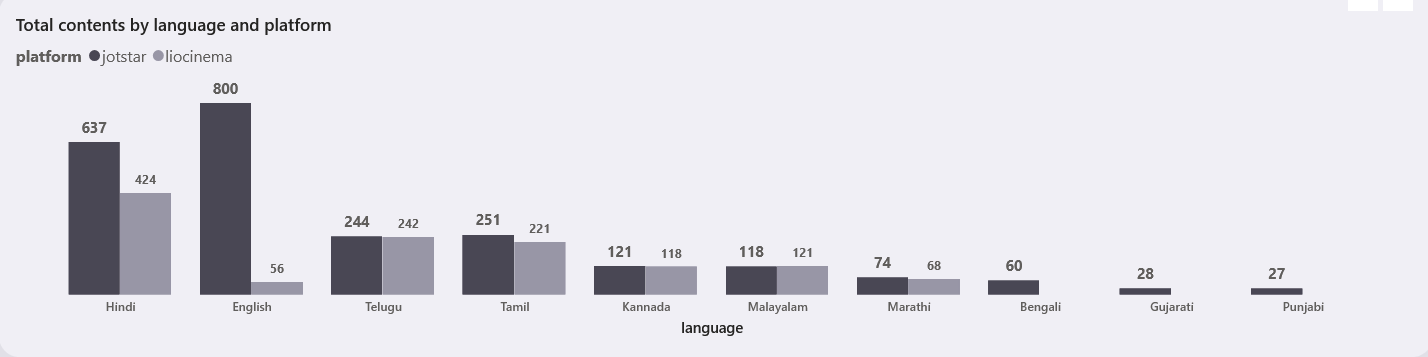 Total contents by language and platform
platform jotstar liocinema
800
637
424
244 242 251 221
56
121 118 118 121
74 68 60
28 27
Hindi English Telugu Tamil Kannada Malayalam Marathi Bengali Gujarati Punjabi
language